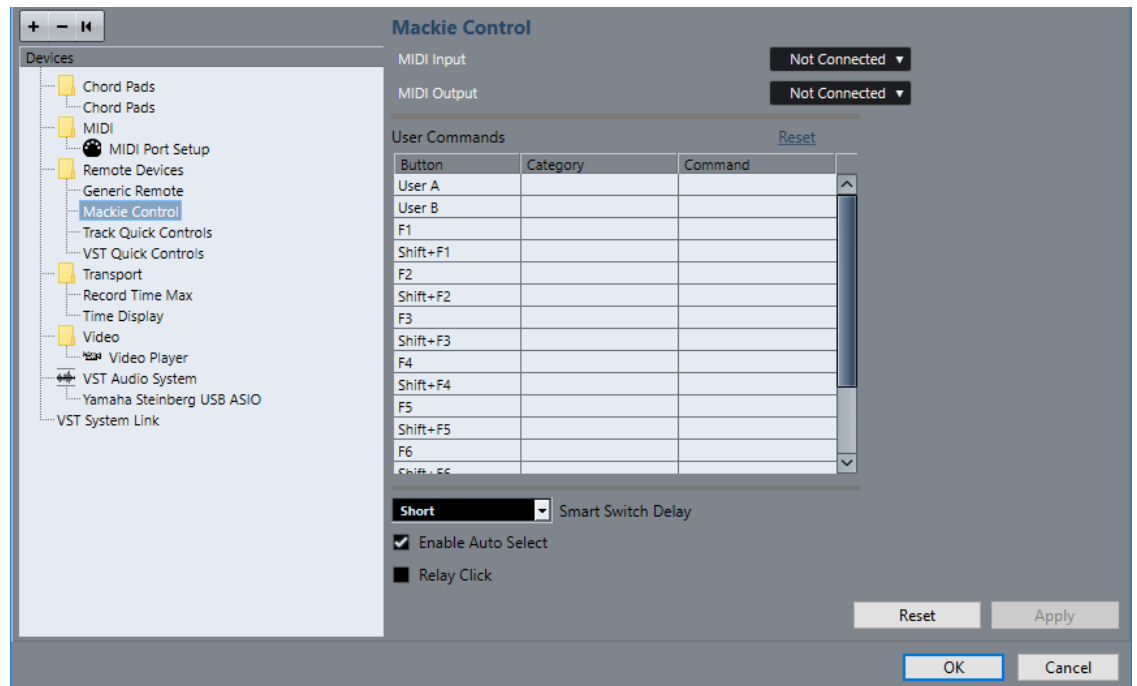 Mackie Control
Devices
MIDI Input Not Connected
MIDI Output Not Connected
Chord Pads
Chord Pads
MIDI
MIDI Port Setup
Remote Devices
Generic Remote
Mackie Control
Track Quick Controls
VST Quick Controls
Transport
Record Time Max
Time Display
Video
Video Player
VST Audio System
Yamaha Steinberg USB ASIO
VST System Link
User Commands Reset
Button Category Command
User A
User B
F1
Shift+F1
F2
Shift+F2
F3
Shift+F3
F4
Shift+F4
F5
Shift+F5
F6
Shift+F6
Short Smart Switch Delay
Enable Auto Select
Relay Click
Reset Apply
OK Cancel